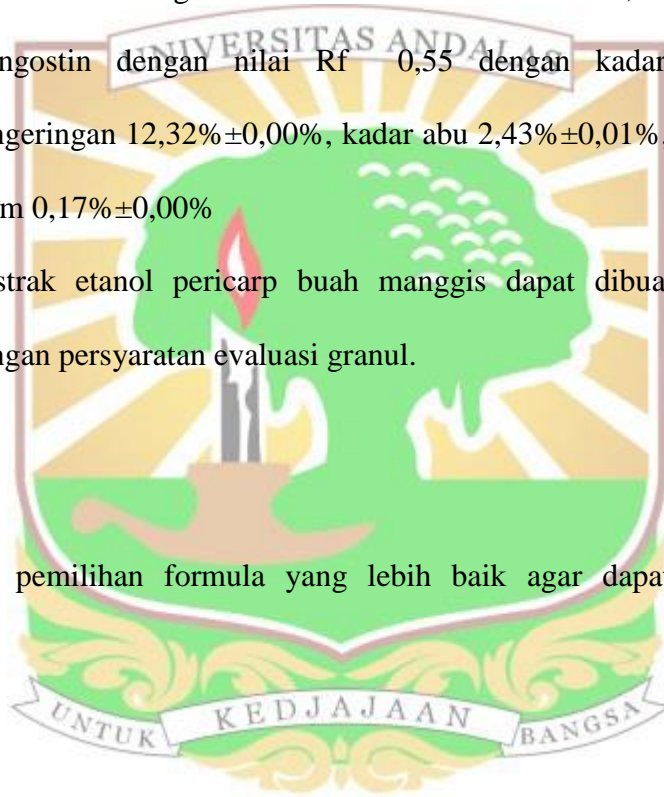 UNIVERSITAS ANDALAS
ngostin dengan nilai Rf 0,55 dengan kadar
ngeringan 12,32%±0,00%, kadar abu 2,43%±0,01%,
m 0,17%±0,00%
strak etanol pericarp buah manggis dapat dibua
ngan persyaratan evaluasi granul.
pemilihan formula yang lebih baik agar dapa
UNTUK KEDJAJAAN BANGSA